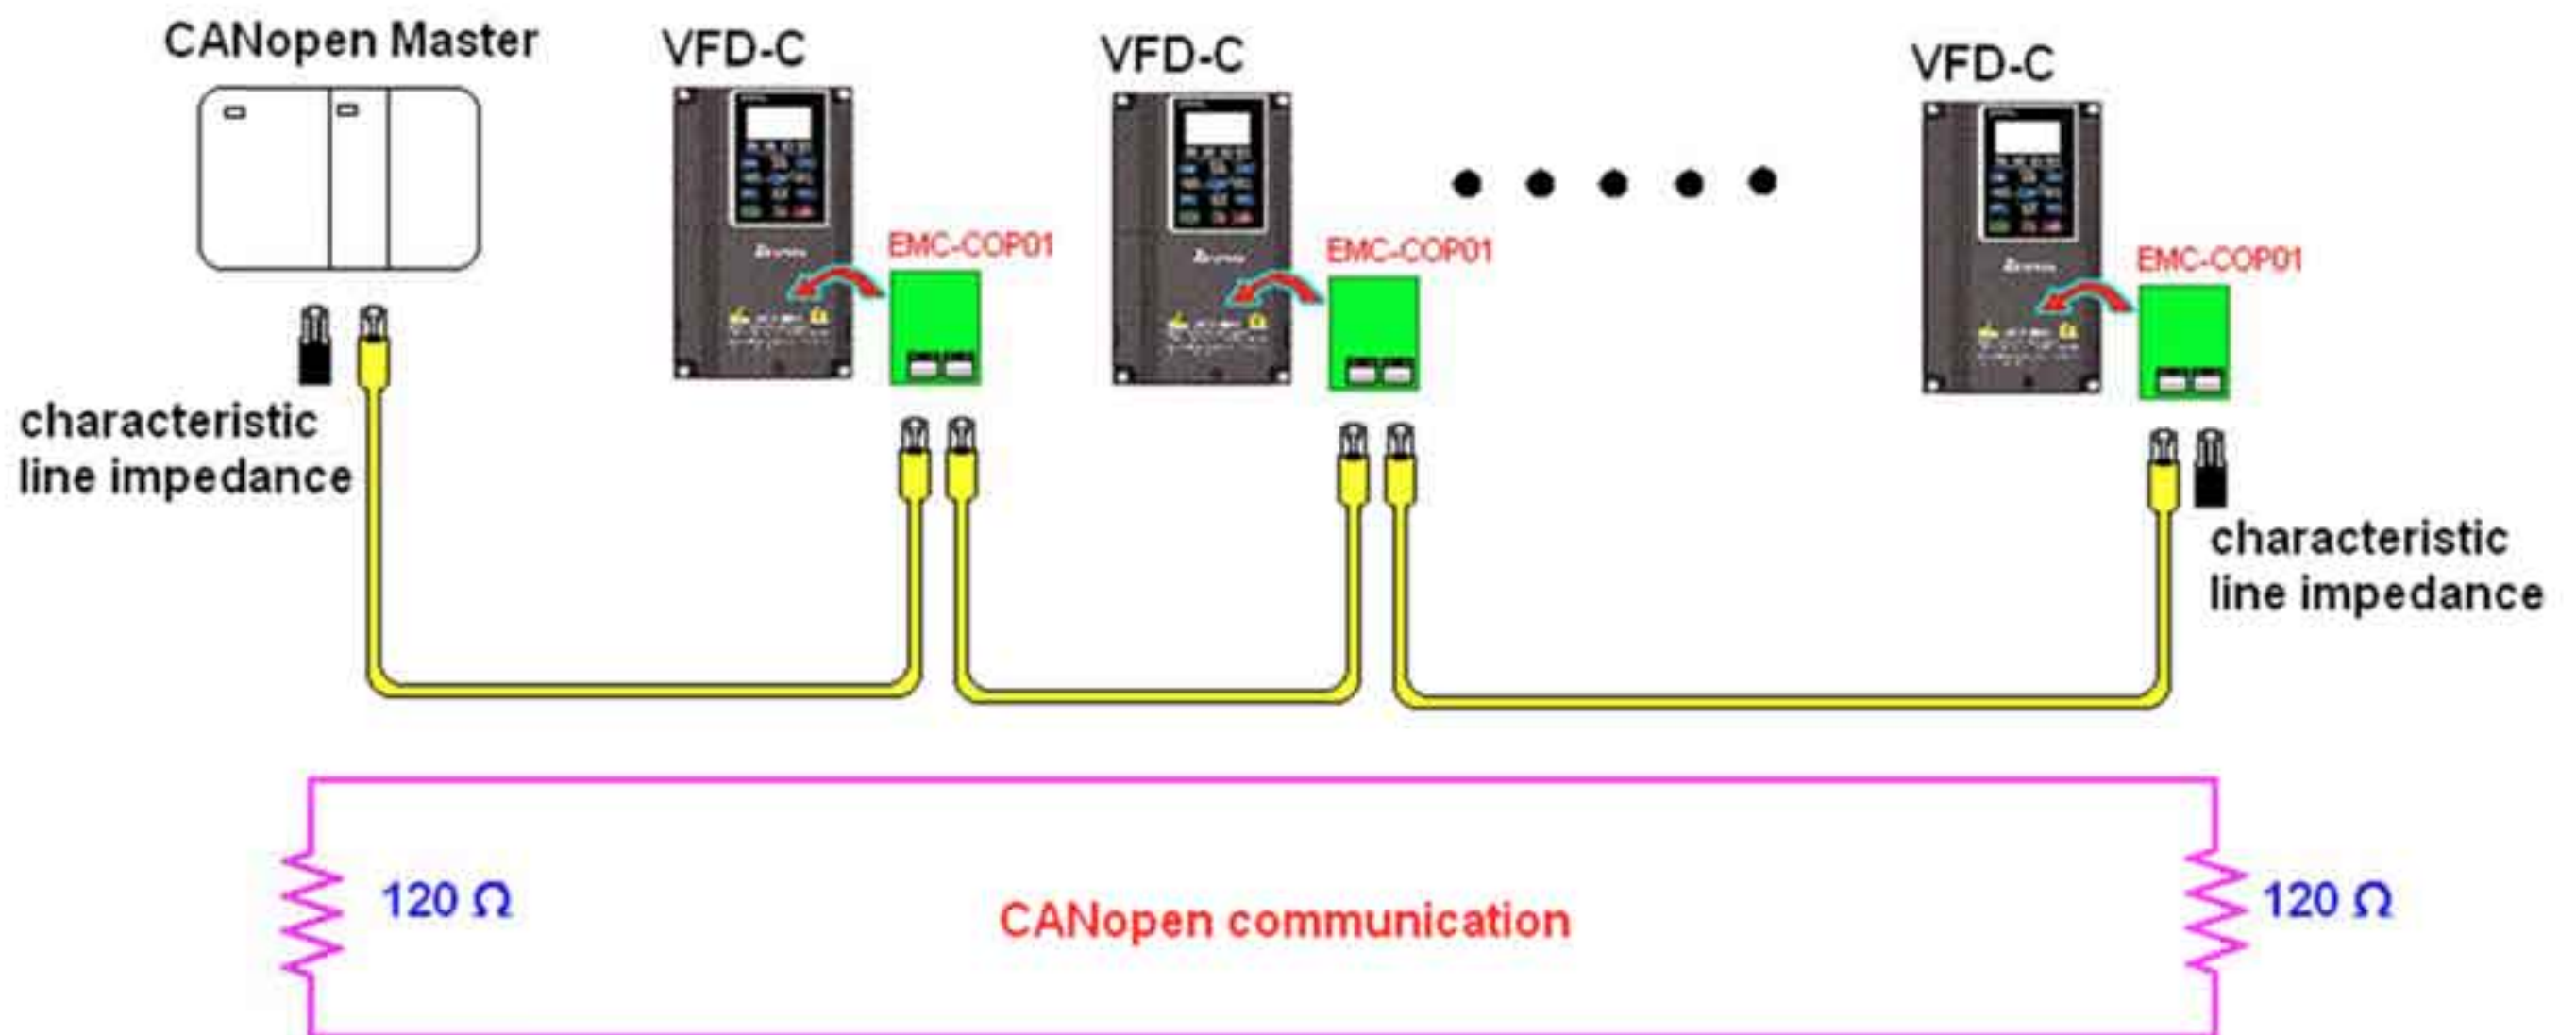 CANopen Master
VFD-C
VFD-C
VFD-C
EMC-COP01
EMC-COP01
EMC-COP01
characteristic
line impedance
characteristic
line impedance
120 Ω
CANopen communication
120 Ω